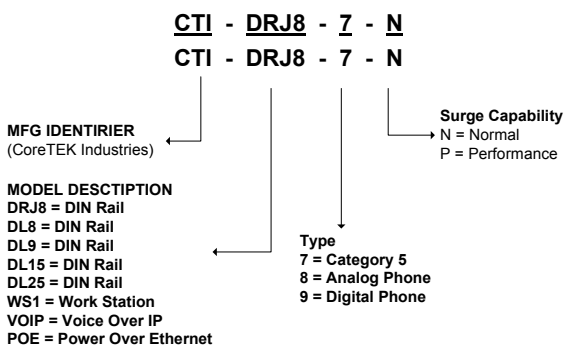 CTI - DRJ8 - 7 - N
CTI - DRJ8 - 7 - N
MFG IDENTIRIER
(CoreTEK Industries)
Surge Capability
N = Normal
P = Performance
MODEL DESCTIPTION
DRJ8 = DIN Rail
DL8 = DIN Rail
DL9 = DIN Rail
DL15 = DIN Rail
DL25 = DIN Rail
WS1 = Work Station
VOIP = Voice Over IP
POE = Power Over Ethernet
Type
7 = Category 5
8 = Analog Phone
9 = Digital Phone